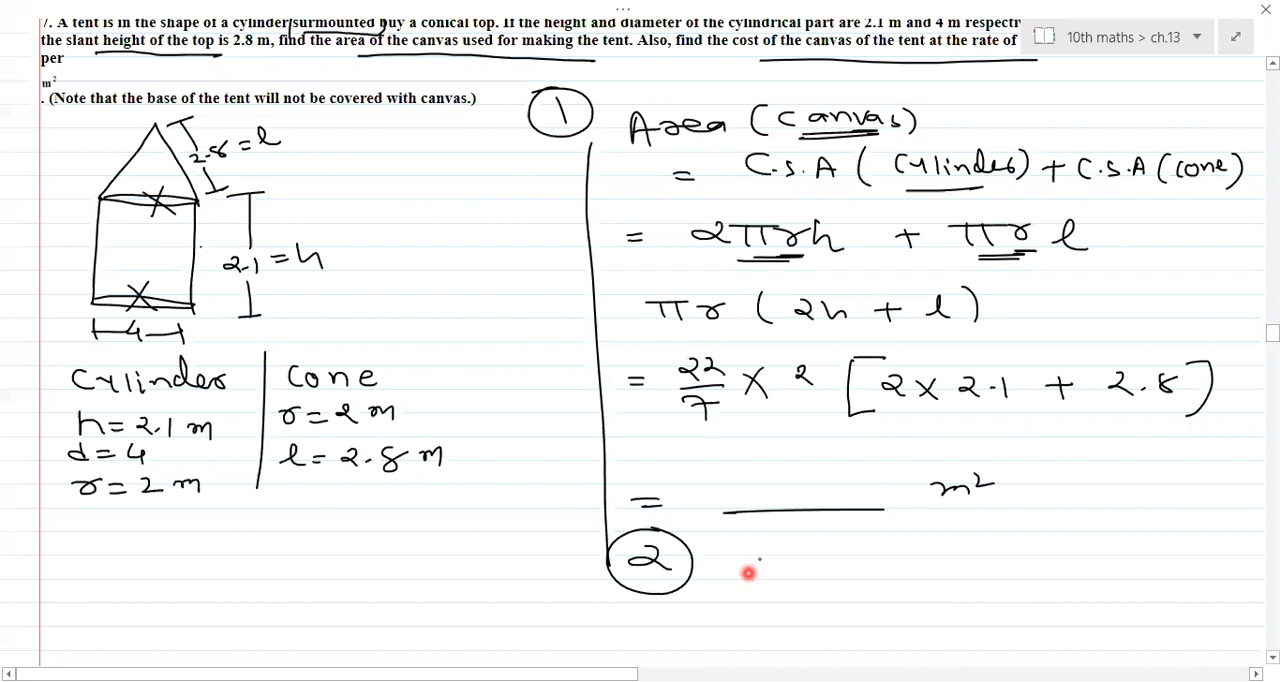 7. A tent is in the shape of a cylinder surmounted buy a conical top. If the height and diameter of the cylindrical part are 2.1 m and 4 m respectr
the slant height of the top is 2.8 m, find the area of the canvas used for making the tent. Also, find the cost of the canvas of the tent at the rate of
per
m²
. (Note that the base of the tent will not be covered with canvas.)
10th maths > ch.13
2.8 = l
2.1 = h
4
Cylinder
h = 2.1 m
d = 4
r = 2 m
Cone
r = 2 m
l = 2.8 m
1
Area (Canvas)
= C.S.A (Cylinder) + C.S.A (Cone)
= 2πrh + πrl
πr (2h + l)
= 22/7 × 2 [2 × 2.1 + 2.8]
= ____ m²
2